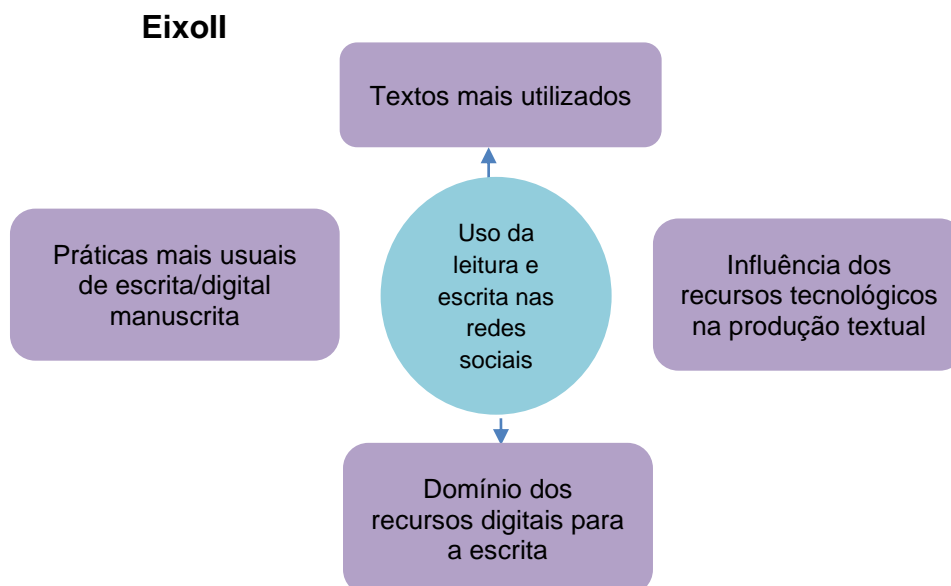 EixoII
Textos mais utilizados
Práticas mais usuais
de escrita/digital
manuscrita
Uso da
leitura e
escrita nas
redes
sociais
Influência dos
recursos tecnológicos
na produção textual
Domínio dos
recursos digitais para
a escrita